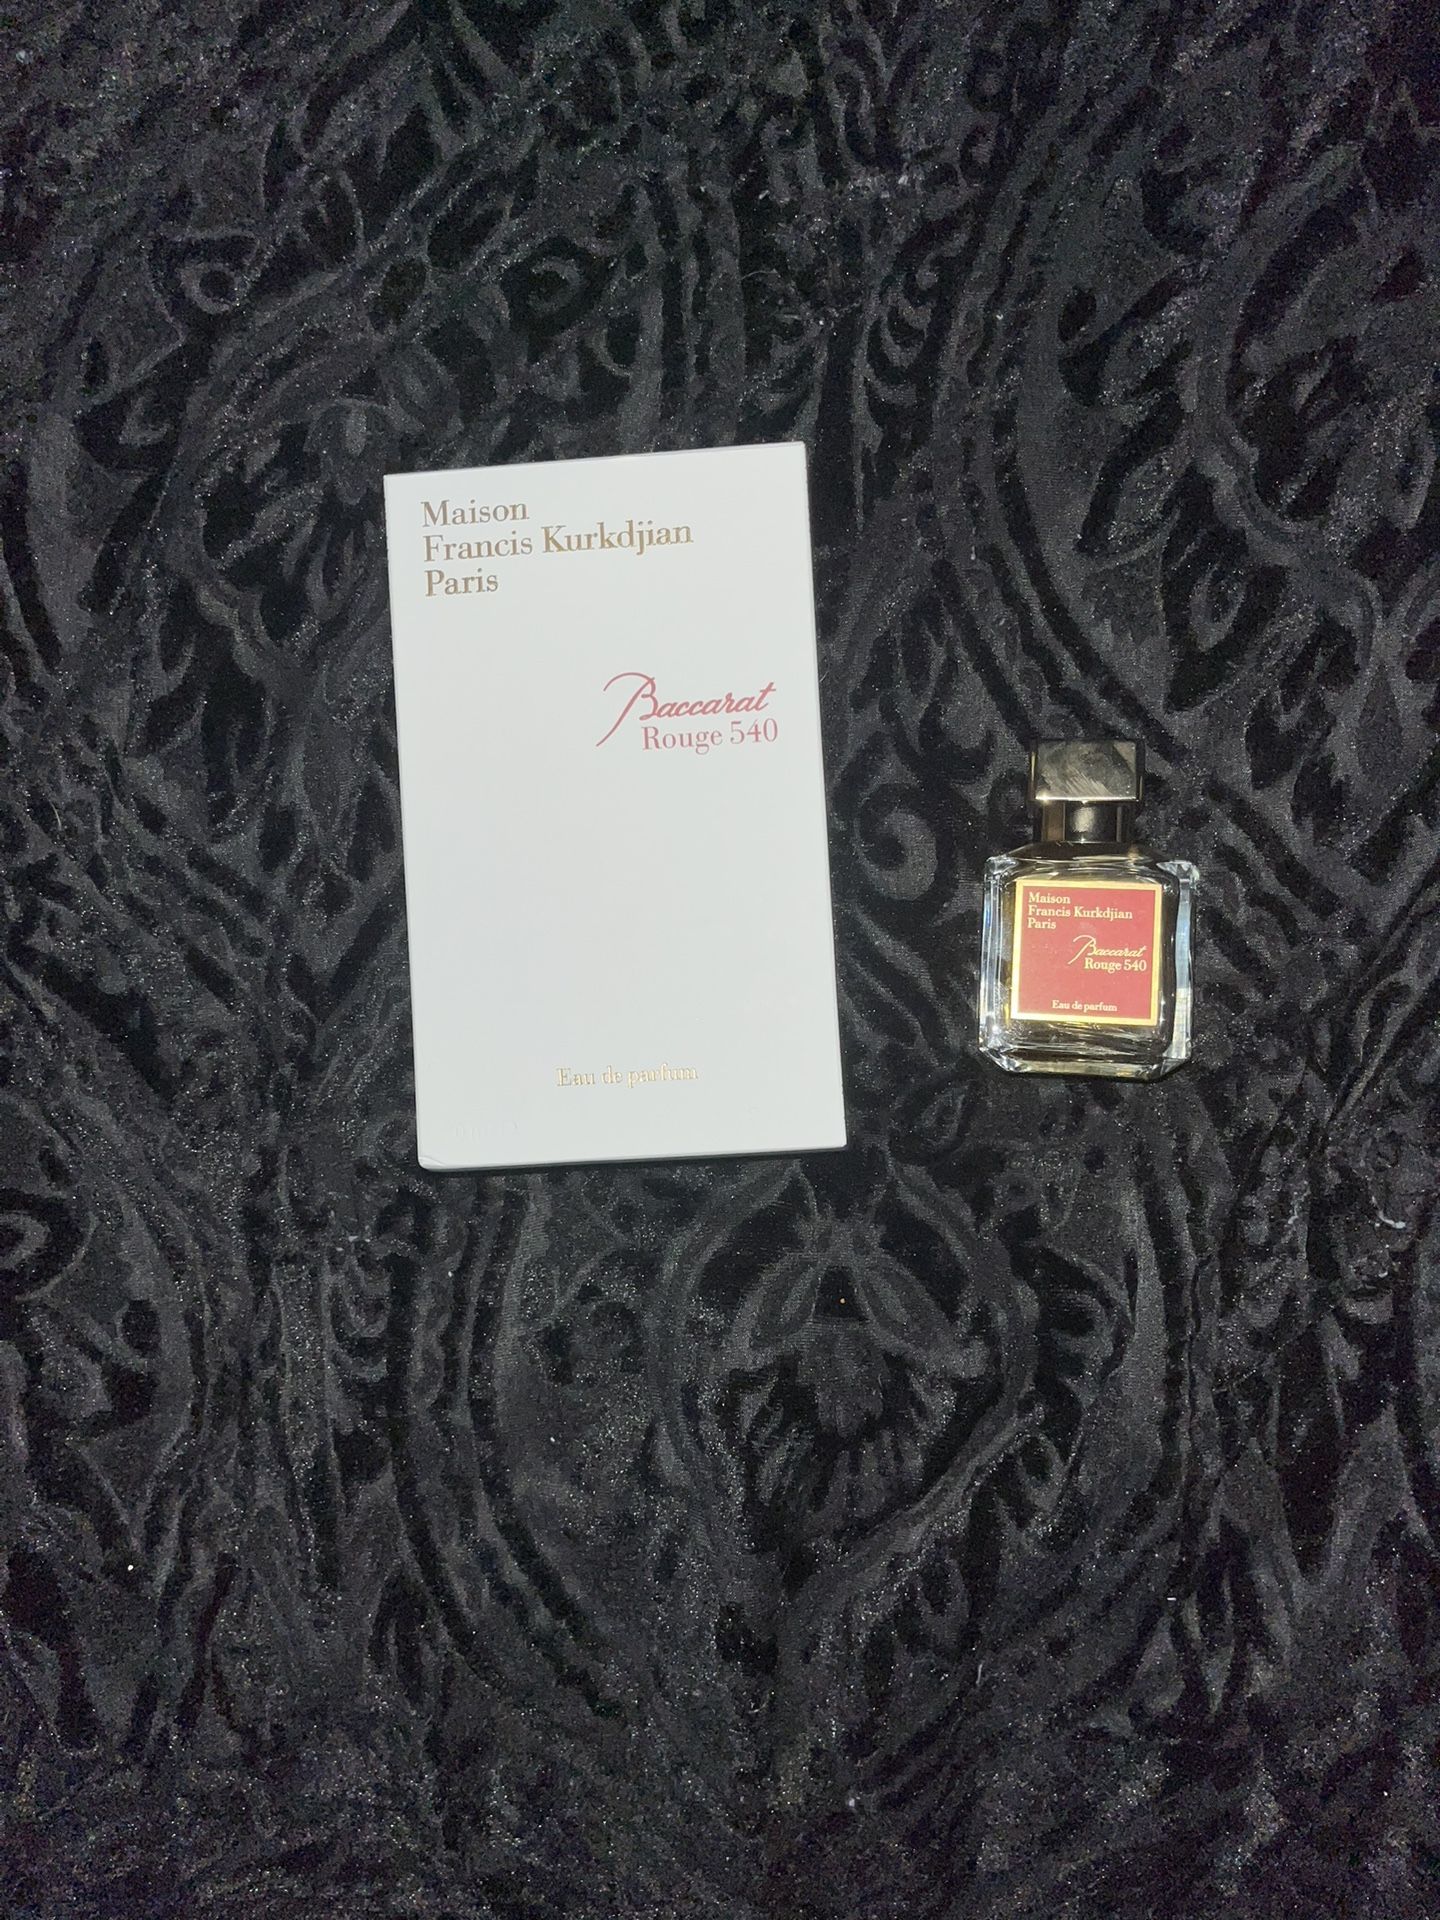 Maison
Francis Kurkdjian
Paris
Baccarat
Rouge 540
Eau de parfum
Maison
Francis Kurkdjian
Paris
Baccarat
Rouge 540
Eau de parfum